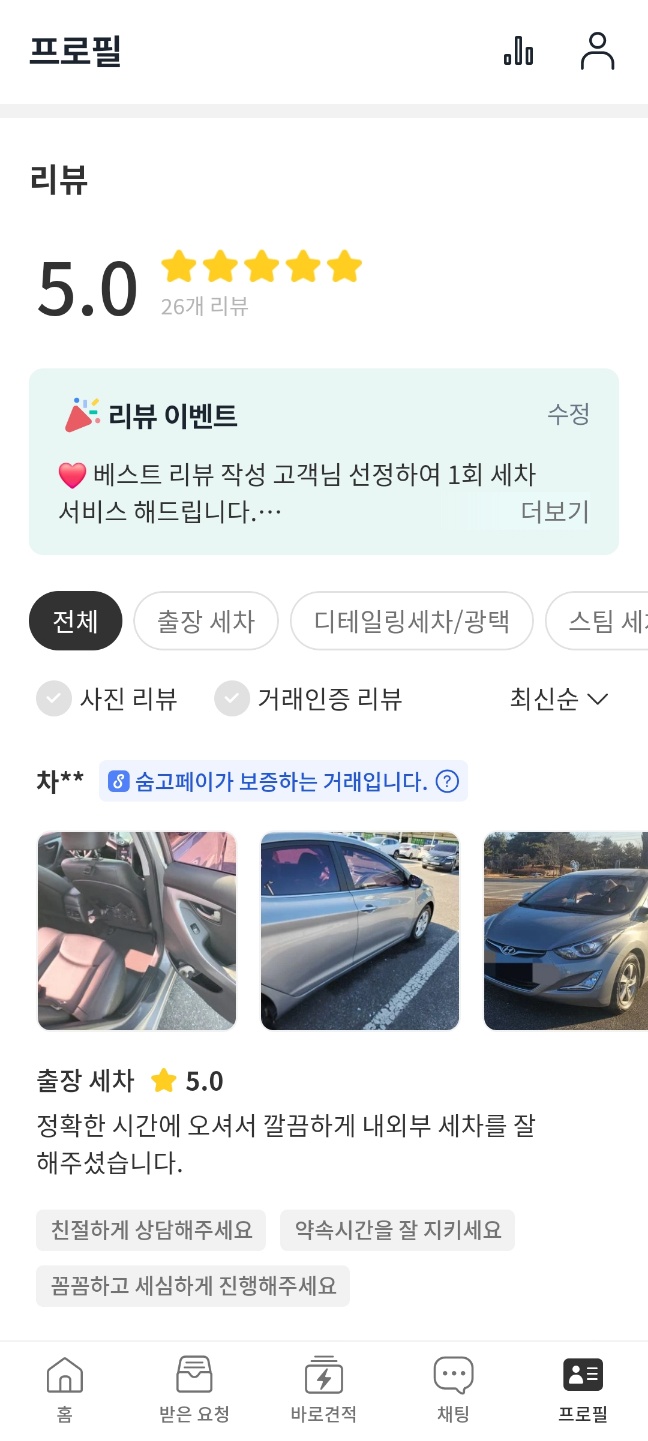 프로필
리뷰
5.0
26개 리뷰
리뷰 이벤트 수정
베스트 리뷰 작성 고객님 선정하여 1회 세차
서비스 해드립니다.… 더보기
전체 출장 세차 디테일링세차/광택 스팀 세
사진 리뷰 거래인증 리뷰 최신순
차** 숨고페이가 보증하는 거래입니다. ?
출장 세차 5.0
정확한 시간에 오셔서 깔끔하게 내외부 세차를 잘
해주셨습니다.
친절하게 상담해주세요 약속시간을 잘 지키세요
꼼꼼하고 세심하게 진행해주세요
홈 받은 요청 바로견적 채팅 프로필